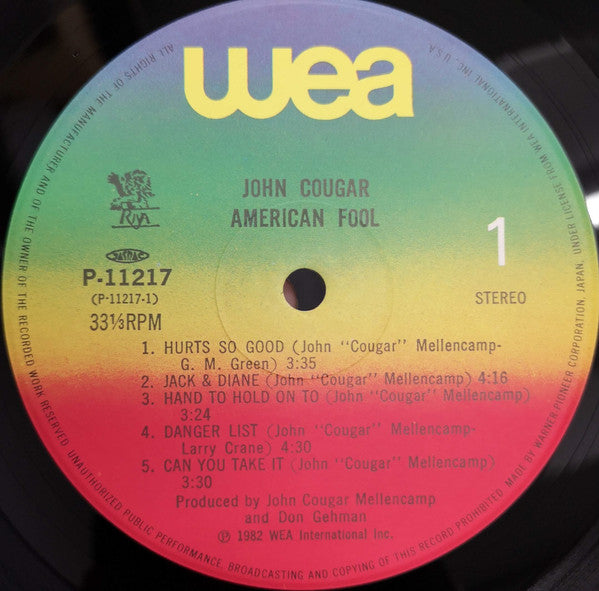 wea
JOHN COUGAR
AMERICAN FOOL
Riva
JASRAC
P-11217
(P-11217-1)
33⅓RPM
1
STEREO
1. HURTS SO GOOD (John "Cougar" Mellencamp-
G. M. Green) 3:35
2. JACK & DIANE (John "Cougar" Mellencamp) 4:16
3. HAND TO HOLD ON TO (John "Cougar" Mellencamp)
3:24
4. DANGER LIST (John "Cougar" Mellencamp-
Larry Crane) 4:30
5. CAN YOU TAKE IT (John "Cougar" Mellencamp)
3:30
Produced by John Cougar Mellencamp
and Don Gehman
℗ 1982 WEA International Inc.
ALL RIGHTS OF THE MANUFACTURER AND OF THE OWNER OF THE RECORDED WORK RESERVED. UNAUTHORIZED PUBLIC PERFORMANCE, BROADCASTING AND COPYING OF THIS RECORD PROHIBITED. MADE BY WARNER-PIONEER CORPORATION, JAPAN, UNDER LICENSE FROM WEA INTERNATIONAL INC., U.S.A.